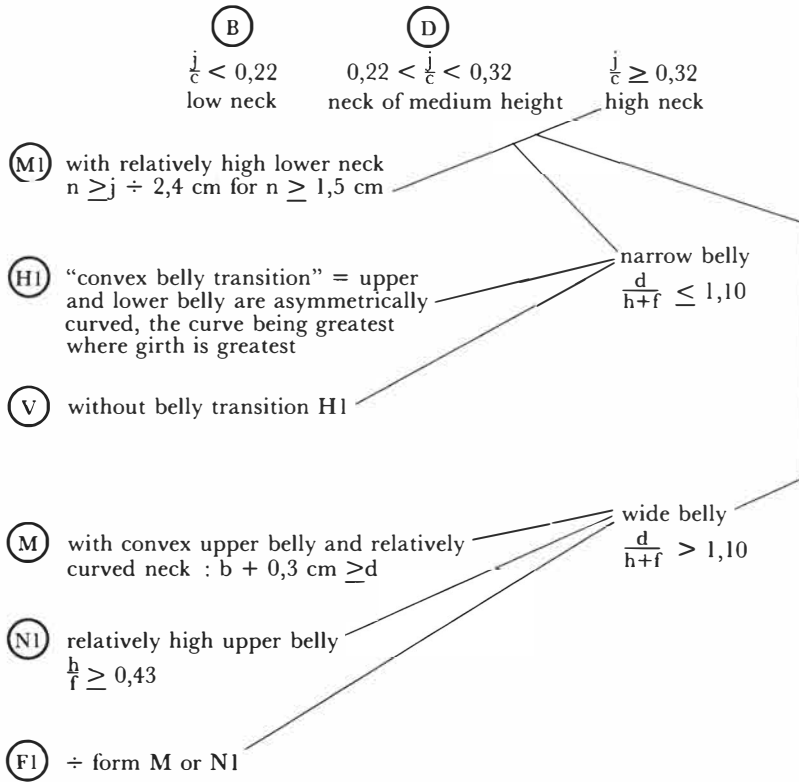 B D
j/c < 0,22 0,22 < j/c < 0,32 j/c ≥ 0,32
low neck neck of medium height high neck
M1 with relatively high lower neck
n ≥ j ÷ 2,4 cm for n ≥ 1,5 cm
narrow belly
d/h+f ≤ 1,10
H1 “convex belly transition” = upper
and lower belly are asymmetrically
curved, the curve being greatest
where girth is greatest
V without belly transition H1
wide belly
d/h+f > 1,10
M with convex upper belly and relatively
curved neck : b + 0,3 cm ≥d
N1 relatively high upper belly
h/f ≥ 0,43
F1 ÷ form M or N1